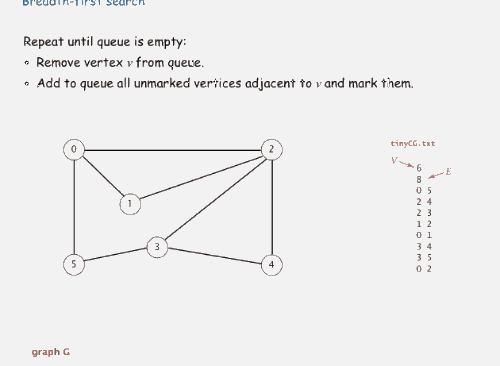 Breadth-first search
Repeat until queue is empty:
• Remove vertex v from queue.
• Add to queue all unmarked vertices adjacent to v and mark them.
0
2
1
3
5
4
tinyCG.txt
V
6
E
8
0 5
2 4
2 3
1 2
0 1
3 4
3 5
0 2
graph G